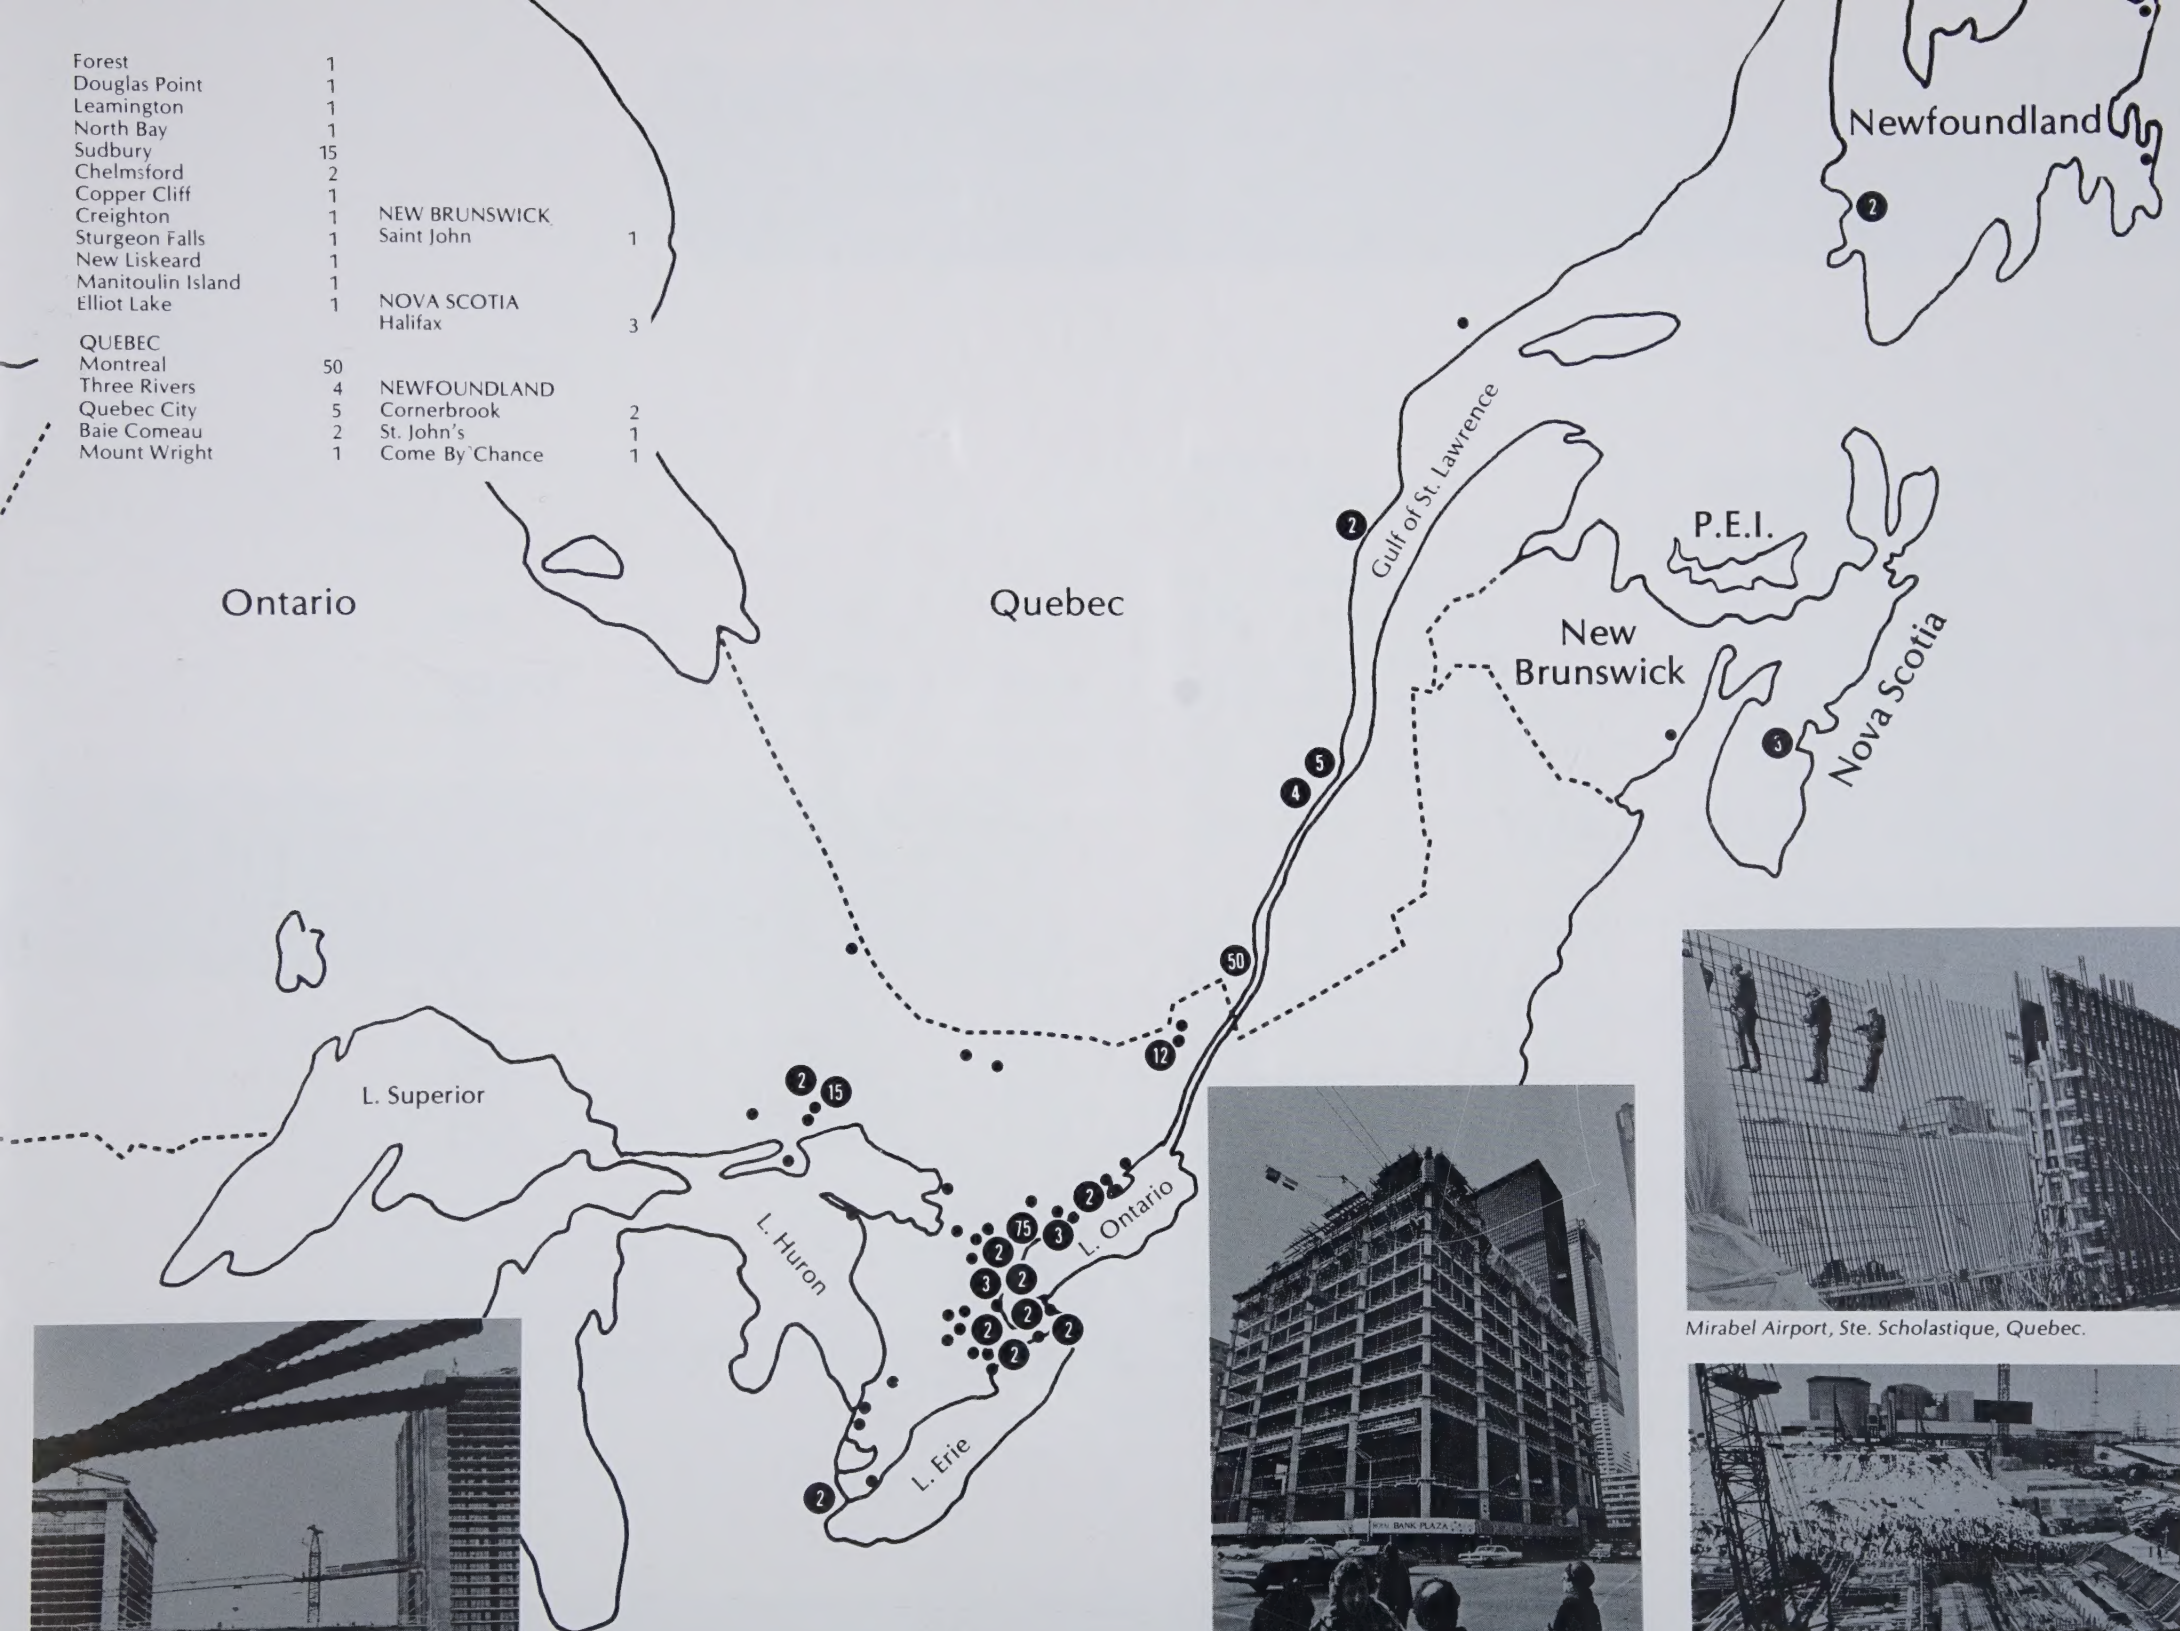 Forest 1
Douglas Point 1
Leamington 1
North Bay 1
Sudbury 15
Chelmsford 2
Copper Cliff 1
Creighton 1
Sturgeon Falls 1
New Liskeard 1
Manitoulin Island 1
Elliot Lake 1
QUEBEC
Montreal 50
Three Rivers 4
Quebec City 5
Baie Comeau 2
Mount Wright 1
NEW BRUNSWICK
Saint John 1
NOVA SCOTIA
Halifax 3
NEWFOUNDLAND
Cornerbrook 2
St. John's 1
Come By Chance 1
Newfoundland
2
Gulf of St. Lawrence
2
P.E.I.
Ontario
Quebec
New
Brunswick
Nova Scotia
3
5
4
50
12
2
15
L. Superior
L. Huron
L. Ontario
L. Erie
2
75
3
2
3
2
2
2
2
2
2
BANK PLAZA
Mirabel Airport, Ste. Scholastique, Quebec.